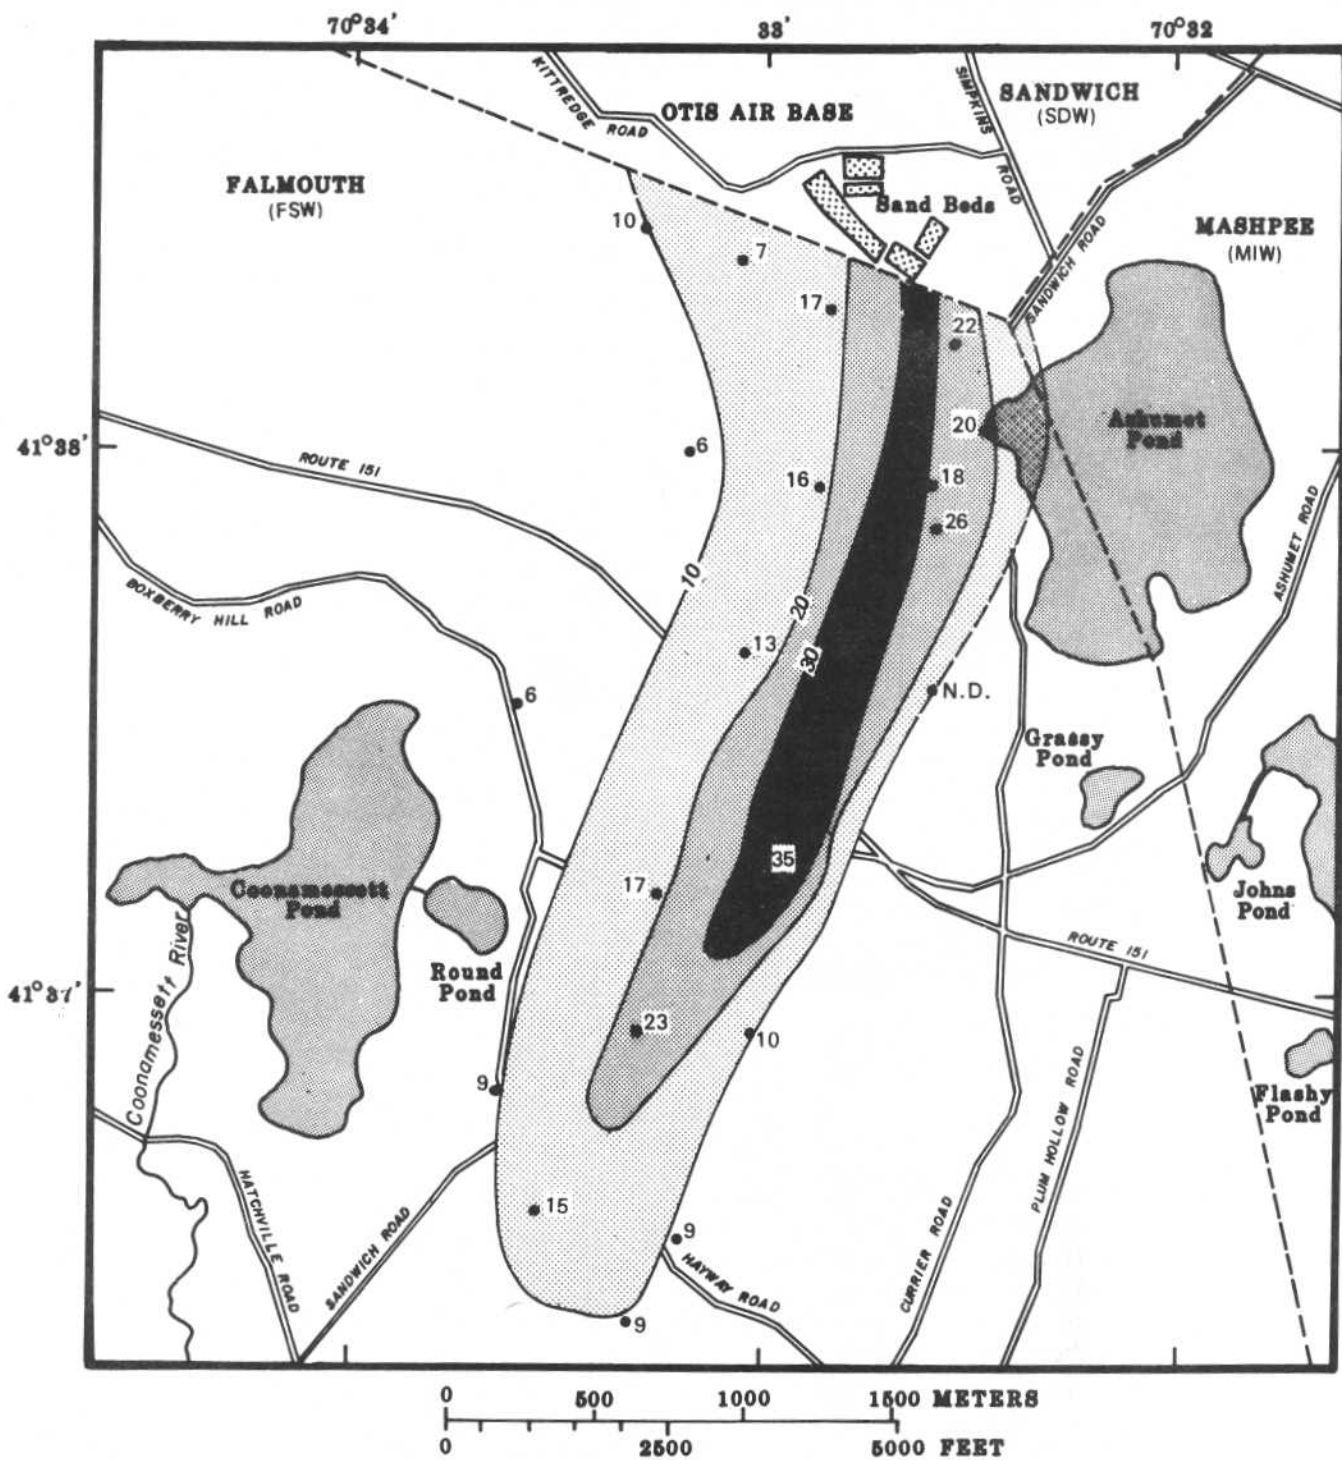 70°34'
33'
70°32
KITTREDGE ROAD
OTIS AIR BASE
SIMPKINS ROAD
SANDWICH
(SDW)
FALMOUTH
(FSW)
Sand Beds
SANDWICH ROAD
MASHPEE
(MIW)
10
7
17
22
41°38'
ROUTE 151
6
20
Ashumet
Pond
16
18
26
ASHUMET ROAD
BOXBERRY HILL ROAD
10
20
30
13
6
N.D.
Grassy
Pond
35
17
Coonamessett
Pond
Johns
Pond
Round
Pond
ROUTE 151
41°37'
Coonamessett River
23
10
9
PLUM HOLLOW ROAD
Flashy
Pond
HATCHVILLE ROAD
SANDWICH ROAD
15
9
HAYWAY ROAD
CURRIER ROAD
9
0 500 1000 1500 METERS
0 2500 5000 FEET